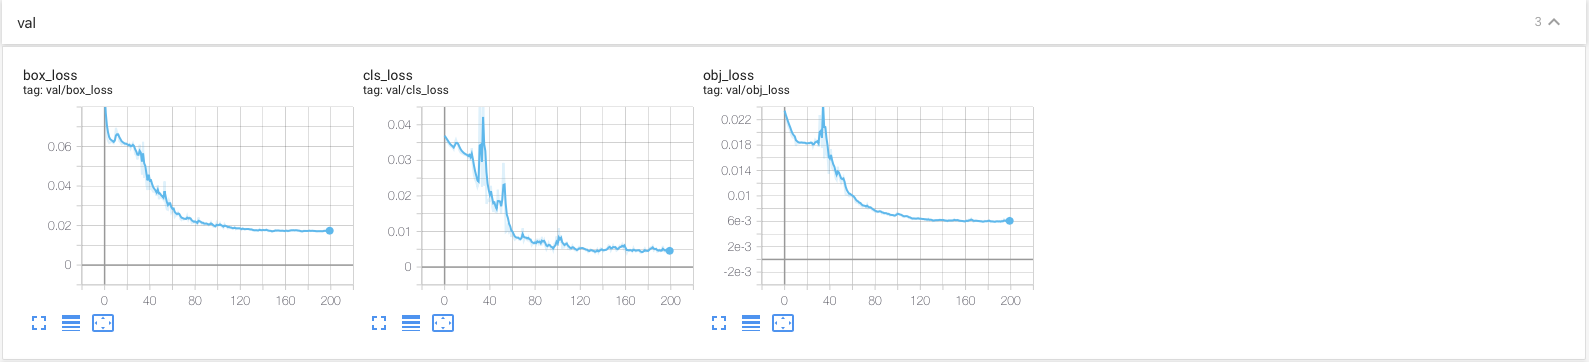 val
3
box_loss
tag: val/box_loss
0.06
0.04
0.02
0
0 40 80 120 160 200
cls_loss
tag: val/cls_loss
0.04
0.03
0.02
0.01
0
0 40 80 120 160 200
obj_loss
tag: val/obj_loss
0.022
0.018
0.014
0.01
6e-3
2e-3
-2e-3
0 40 80 120 160 200